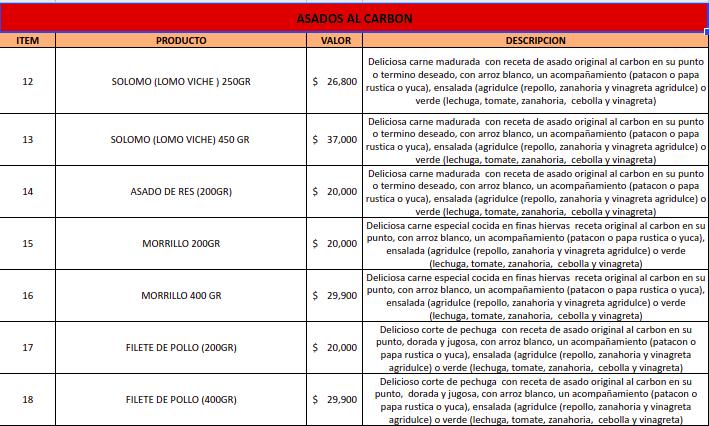 ASADOS AL CARBON
ITEM PRODUCTO VALOR DESCRIPCION
12 SOLOMO (LOMO VICHE ) 250GR $ 26,800
Deliciosa carne madurada con receta de asado original al carbon en su punto
o termino deseado, con arroz blanco, un acompañamiento (patacon o papa
rustica o yuca), ensalada (agridulce (repollo, zanahoria y vinagreta agridulce) o
verde (lechuga, tomate, zanahoria, cebolla y vinagreta)
13 SOLOMO (LOMO VICHE) 450 GR $ 37,000
Deliciosa carne madurada con receta de asado original al carbon en su punto
o termino deseado, con arroz blanco, un acompañamiento (patacon o papa
rustica o yuca), ensalada (agridulce (repollo, zanahoria y vinagreta agridulce) o
verde (lechuga, tomate, zanahoria, cebolla y vinagreta)
14 ASADO DE RES (200GR) $ 20,000
Deliciosa carne madurada con receta de asado original al carbon en su punto
o termino deseado, con arroz blanco, un acompañamiento (patacon o papa
rustica o yuca), ensalada (agridulce (repollo, zanahoria y vinagreta agridulce) o
verde (lechuga, tomate, zanahoria, cebolla y vinagreta)
15 MORRILLO 200GR $ 20,000
Deliciosa carne especial cocida en finas hiervas receta original al carbon en su
punto, con arroz blanco, un acompañamiento (patacon o papa rustica o yuca),
ensalada (agridulce (repollo, zanahoria y vinagreta agridulce) o verde
(lechuga, tomate, zanahoria, cebolla y vinagreta)
16 MORRILLO 400 GR $ 29,900
Deliciosa carne especial cocida en finas hiervas receta original al carbon en su
punto, con arroz blanco, un acompañamiento (patacon o papa rustica o yuca),
ensalada (agridulce (repollo, zanahoria y vinagreta agridulce) o verde
(lechuga, tomate, zanahoria, cebolla y vinagreta)
17 FILETE DE POLLO (200GR) $ 20,000
Delicioso corte de pechuga con receta de asado original al carbon en su
punto, dorada y jugosa, con arroz blanco, un acompañamiento (patacon o
papa rustica o yuca), ensalada (agridulce (repollo, zanahoria y vinagreta
agridulce) o verde (lechuga, tomate, zanahoria, cebolla y vinagreta)
18 FILETE DE POLLO (400GR) $ 29,900
Delicioso corte de pechuga con receta de asado original al carbon en su
punto, dorada y jugosa, con arroz blanco, un acompañamiento (patacon o
papa rustica o yuca), ensalada (agridulce (repollo, zanahoria y vinagreta
agridulce) o verde (lechuga, tomate, zanahoria, cebolla y vinagreta)